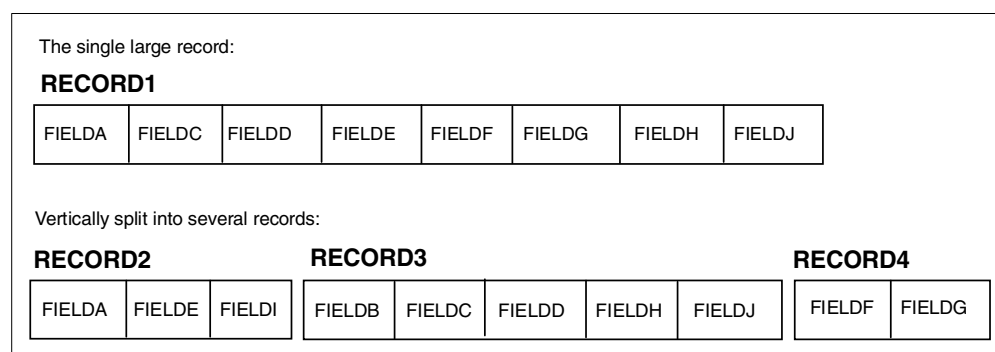 The single large record:
RECORD1
FIELDA FIELDC FIELDD FIELDE FIELDF FIELDG FIELDH FIELDJ
Vertically split into several records:
RECORD2 RECORD3 RECORD4
FIELDA FIELDE FIELDI FIELDB FIELDC FIELDD FIELDH FIELDJ FIELDF FIELDG